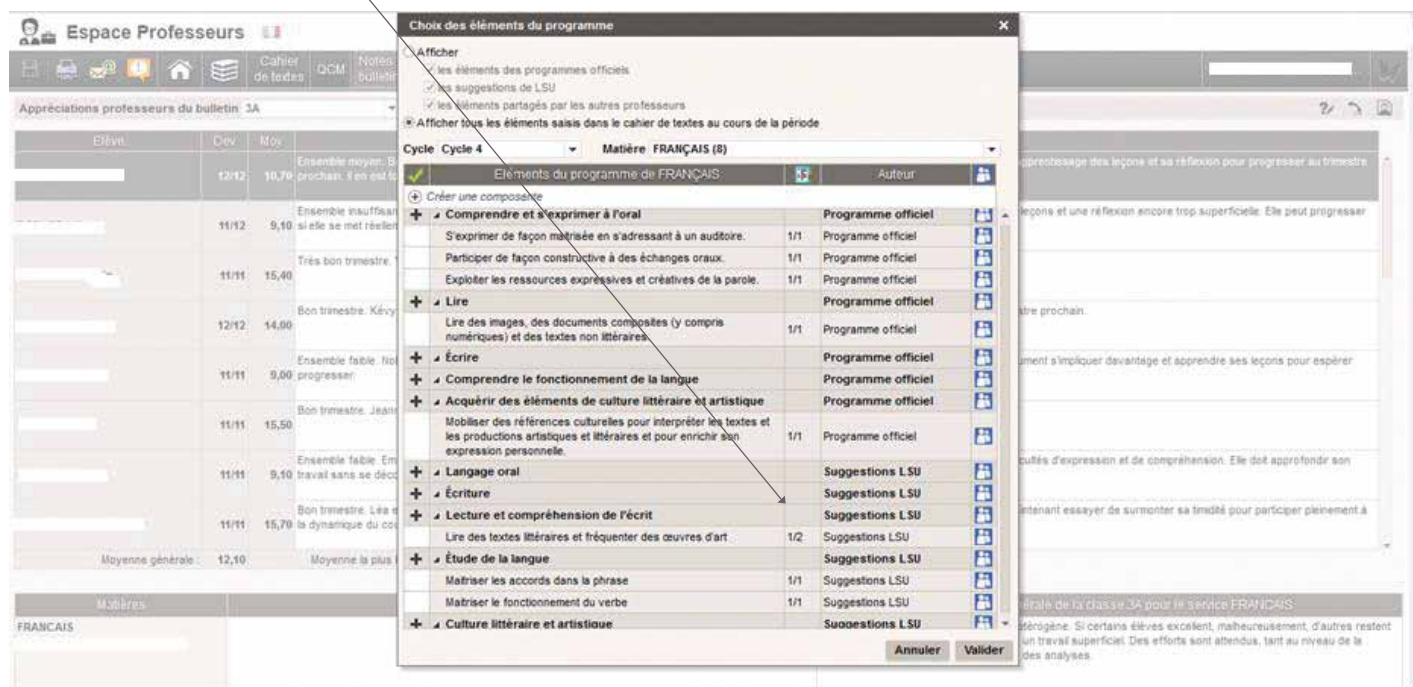 Espace Professeurs
Choix des éléments du programme
Cahier de textes
QCM
Notes
bulletin
Appréciations professeurs du bulletin 3A
Afficher
les éléments des programmes officiels
les suggestions de LSU
les éléments partagés par les autres professeurs
Afficher tous les éléments saisis dans le cahier de textes au cours de la période
Cycle Cycle 4 Matière FRANÇAIS (8)
Eléments du programme de FRANÇAIS Auteur
Créer une composante
Comprendre et s'exprimer à l'oral Programme officiel
S'exprimer de façon maîtrisée en s'adressant à un auditoire. 1/1 Programme officiel
Participer de façon constructive à des échanges oraux. 1/1 Programme officiel
Exploiter les ressources expressives et créatives de la parole. 1/1 Programme officiel
Lire Programme officiel
Lire des images, des documents composites (y compris
numériques) et des textes non littéraires 1/1 Programme officiel
Écrire Programme officiel
Comprendre le fonctionnement de la langue Programme officiel
Acquérir des éléments de culture littéraire et artistique Programme officiel
Mobiliser des références culturelles pour interpréter les textes et
les productions artistiques et littéraires et pour enrichir son 1/1 Programme officiel
expression personnelle.
Langage oral Suggestions LSU
Écriture Suggestions LSU
Lecture et compréhension de l'écrit Suggestions LSU
Lire des textes littéraires et fréquenter des œuvres d'art 1/2 Suggestions LSU
Étude de la langue Suggestions LSU
Maîtriser les accords dans la phrase 1/1 Suggestions LSU
Maîtriser le fonctionnement du verbe 1/1 Suggestions LSU
Culture littéraire et artistique Suggestions LSU
Annuler Valider
Elève Dev Moy
12/12 10,70 prochain. Il en est
Ensemble moyen.
apprentissage des leçons et sa réflexion pour progresser au trimestre
Ensemble insuffisan
11/12 9,10 si elle se met réellem
leçons et une réflexion encore trop superficielle. Elle peut progresser
Très bon trimestre.
11/11 15,40
Bon trimestre. Kévy
12/12 14,00
prochain.
Ensemble faible.
11/11 9,00 progresser.
s'impliquer davantage et apprendre ses leçons pour espérer
Bon trimestre.
11/11 15,50
Ensemble faible. Em
11/11 9,10 travail sans se déco
d'expression et de compréhension. Elle doit approfondir son
Bon trimestre. Léa e
11/11 15,70 la dynamique du cou
maintenant essayer de surmonter sa timidité pour participer pleinement à
Moyenne générale : 12,10 Moyenne la plus
Matières
de la classe 3A pour le service FRANCAIS
FRANCAIS
hétérogène. Si certains élèves excellent, malheureusement, d'autres restent
un travail superficiel. Des efforts sont attendus, tant au niveau de la
des analyses.